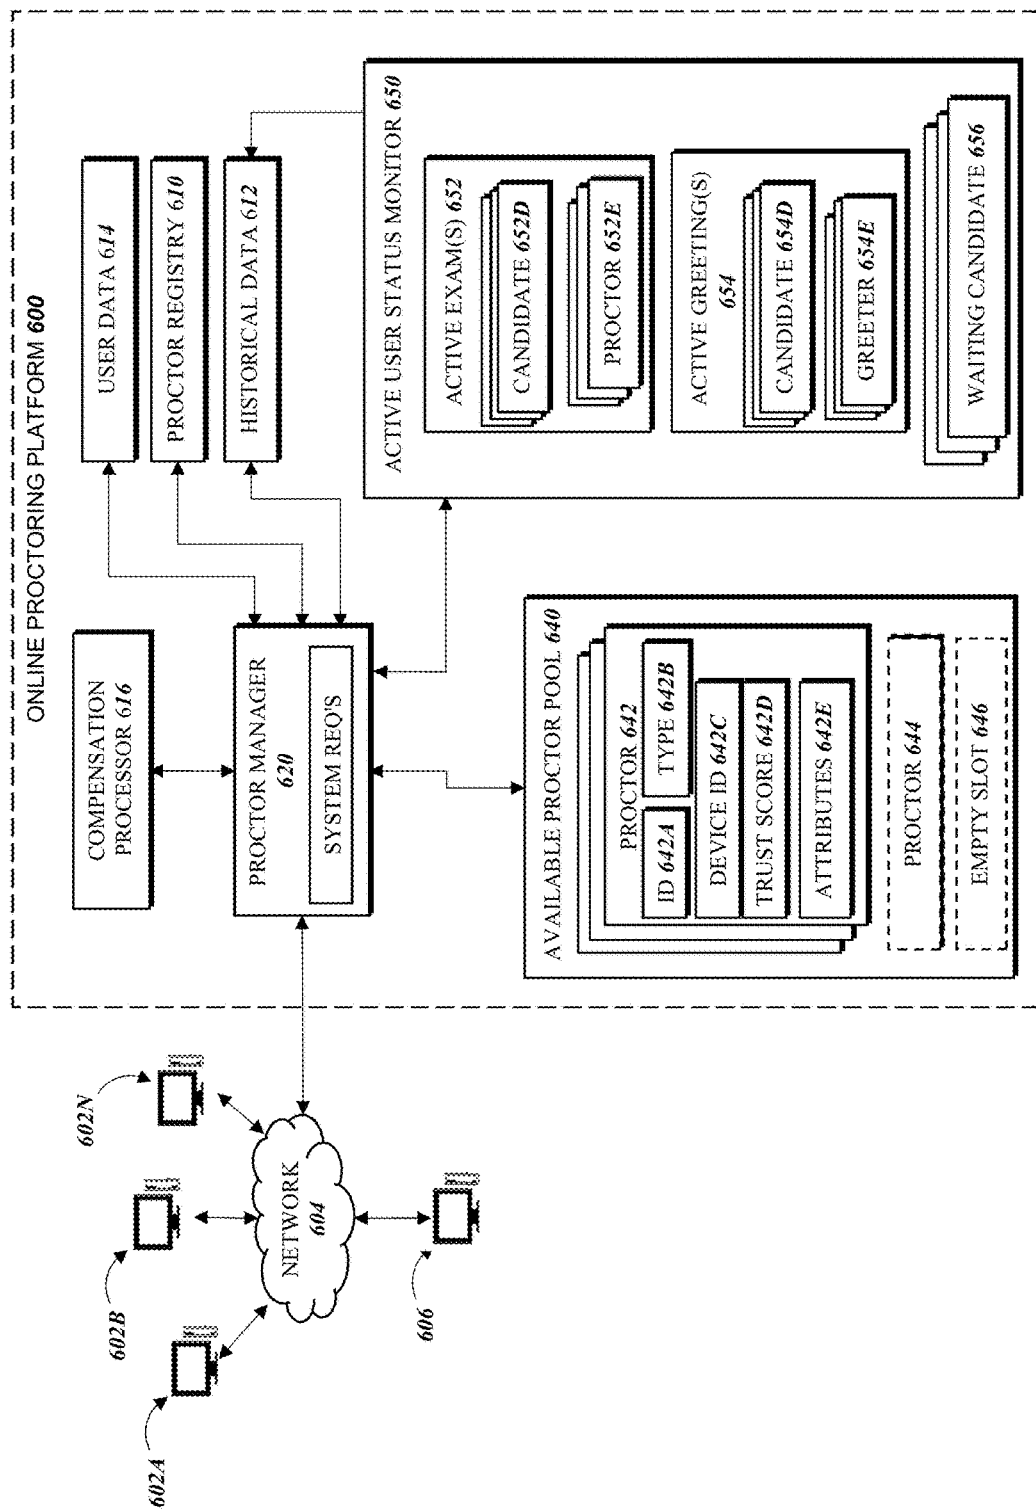 ONLINE PROCTORING PLATFORM 600
602A
602B
602N
NETWORK
604
606
COMPENSATION
PROCESSOR 616
PROCTOR MANAGER
620
SYSTEM REQ'S
USER DATA 614
PROCTOR REGISTRY 610
HISTORICAL DATA 612
AVAILABLE PROCTOR POOL 640
PROCTOR 642
ID 642A
TYPE 642B
DEVICE ID 642C
TRUST SCORE 642D
ATTRIBUTES 642E
PROCTOR 644
EMPTY SLOT 646
ACTIVE USER STATUS MONITOR 650
ACTIVE EXAM(S) 652
CANDIDATE 652D
PROCTOR 652E
ACTIVE GREETING(S)
654
CANDIDATE 654D
GREETER 654E
WAITING CANDIDATE 656